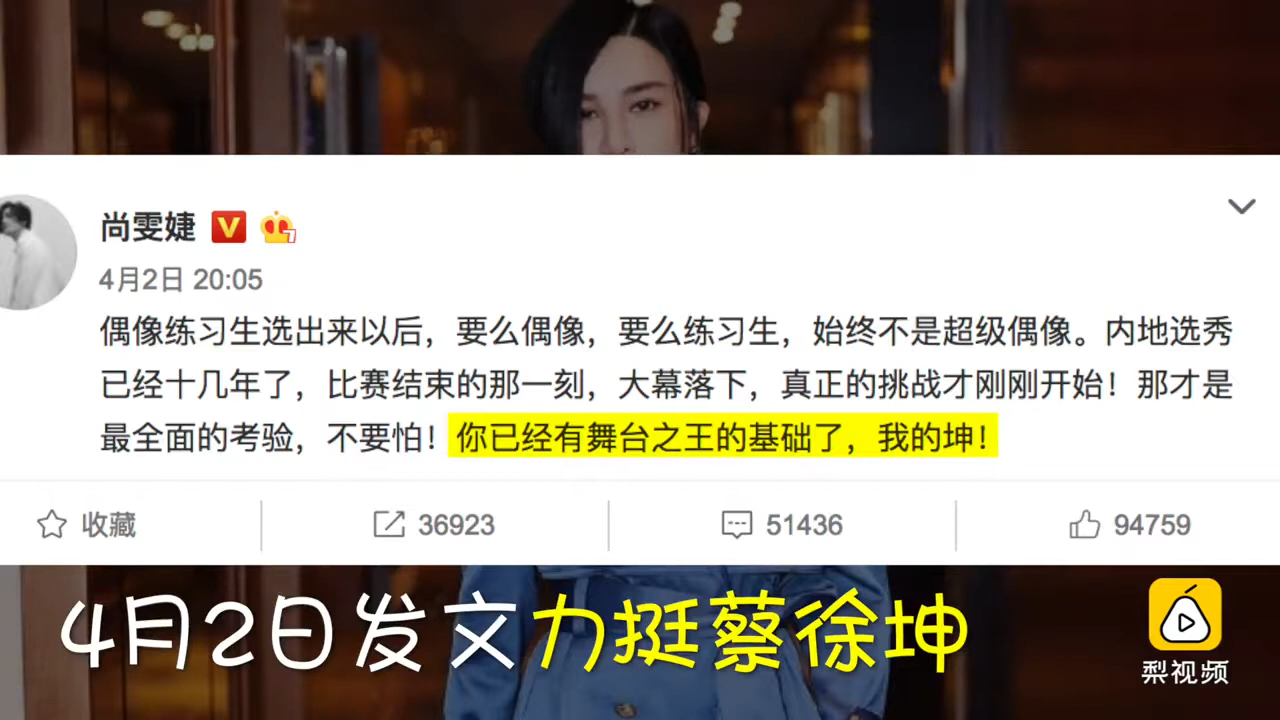 尚雯婕
4月2日 20:05
偶像练习生选出来以后，要么偶像，要么练习生，始终不是超级偶像。内地选秀
已经十几年了，比赛结束的那一刻，大幕落下，真正的挑战才刚刚开始！那才是
最全面的考验，不要怕！你已经有舞台之王的基础了，我的坤！
收藏 36923 51436 94759
4月2日发文力挺蔡徐坤
梨视频